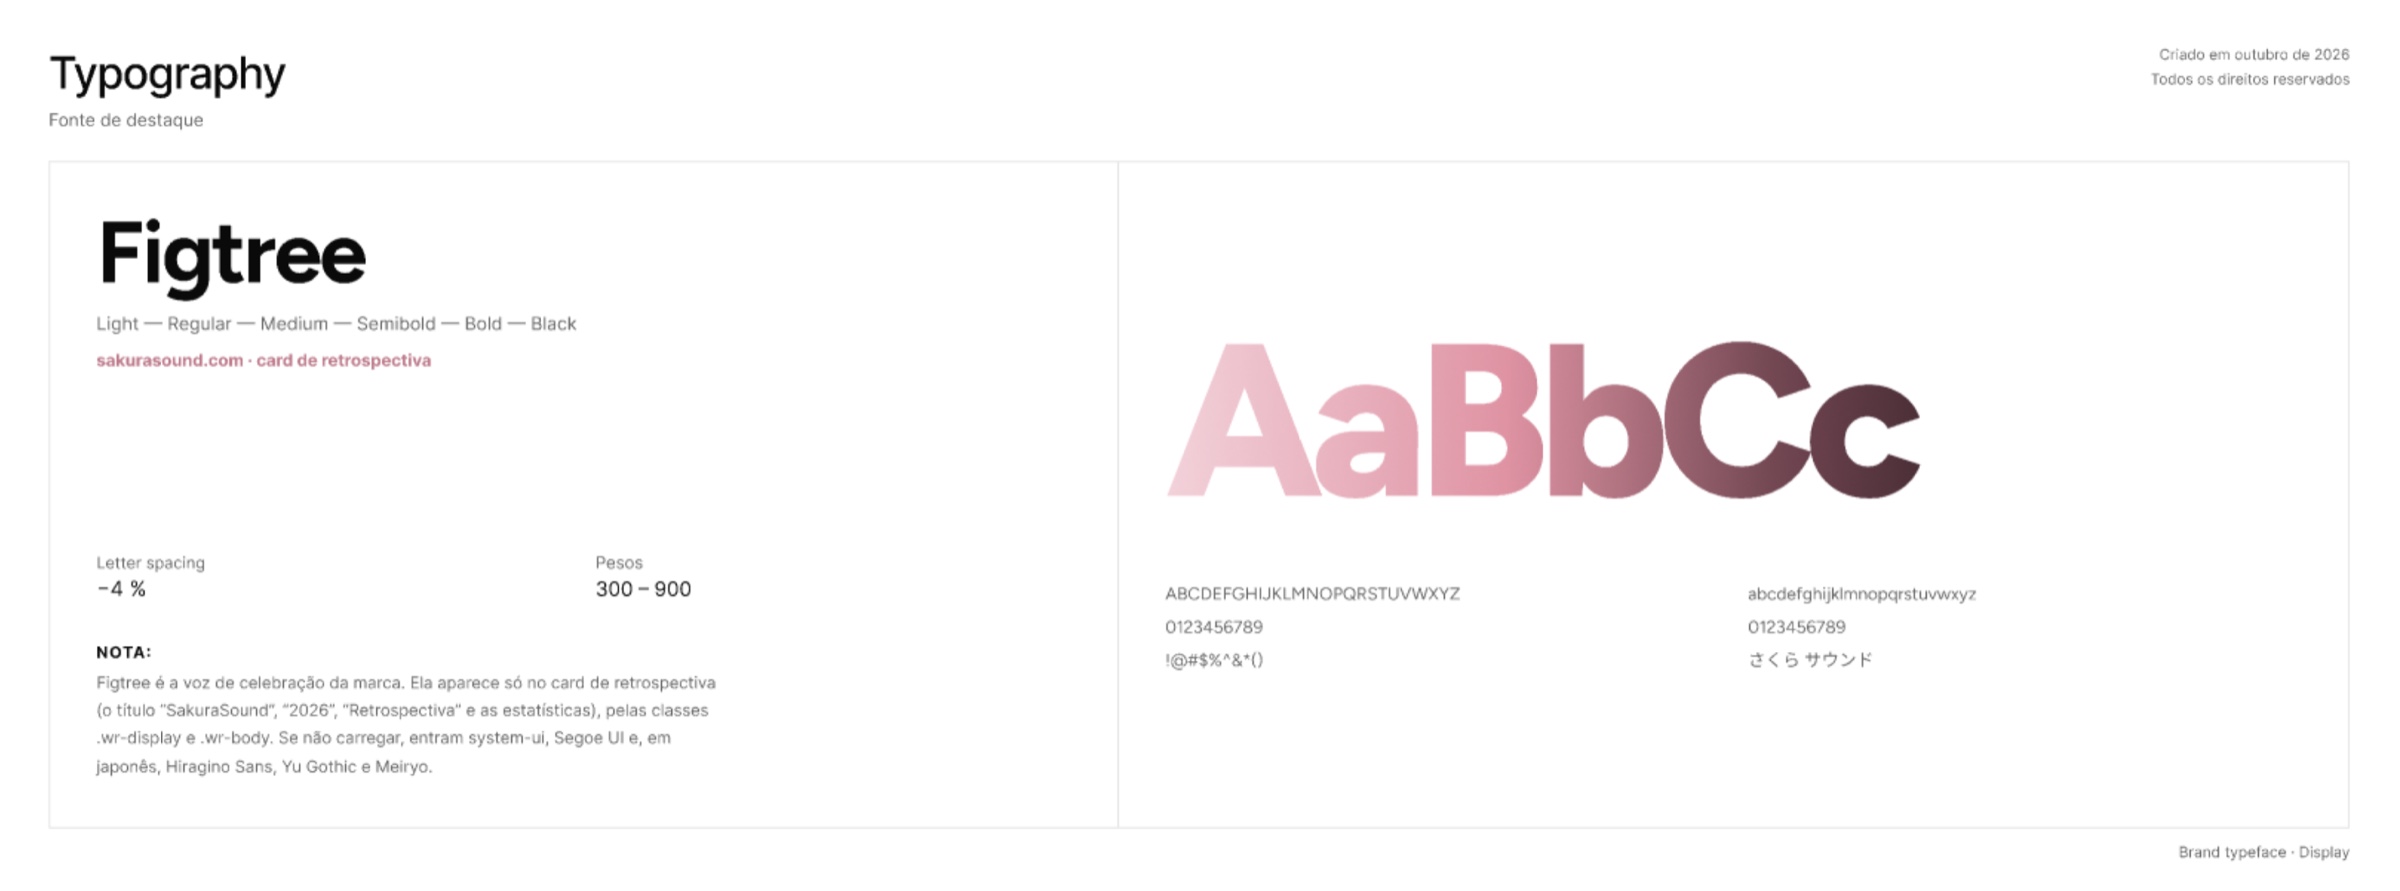 Typography
Fonte de destaque
Criado em outubro de 2026
Todos os direitos reservados
Figtree
Light — Regular — Medium — Semibold — Bold — Black
sakurasound.com · card de retrospectiva
Letter spacing
−4 %
Pesos
300 – 900
NOTA:
Figtree é a voz de celebração da marca. Ela aparece só no card de retrospectiva
(o título “SakuraSound”, “2026”, “Retrospectiva” e as estatísticas), pelas classes
.wr-display e .wr-body. Se não carregar, entram system-ui, Segoe UI e, em
japonês, Hiragino Sans, Yu Gothic e Meiryo.
AaBbCc
ABCDEFGHIJKLMNOPQRSTUVWXYZ
0123456789
!@#$%^&*()
abcdefghijklmnopqrstuvwxyz
0123456789
さくら サウンド
Brand typeface · Display